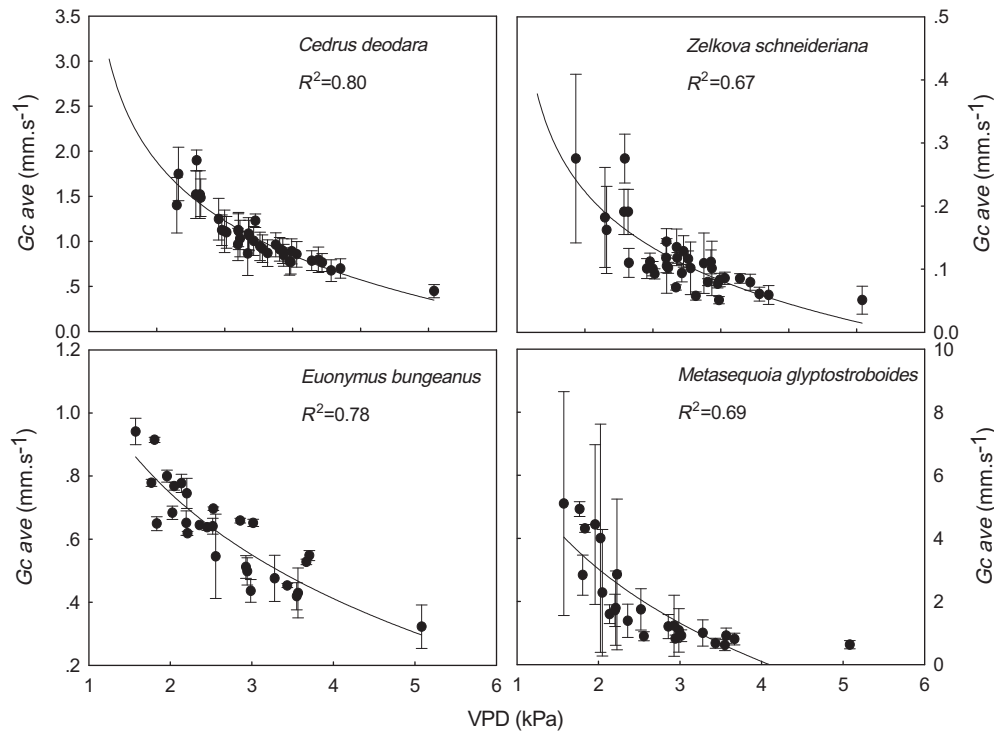 3.5
3.0
2.5
2.0
1.5
1.0
.5
0.0
Gc ave (mm.s-1)
Cedrus deodara
R2=0.80
.5
.4
.3
.2
.1
0.0
Gc ave (mm.s-1)
Zelkova schneideriana
R2=0.67
1.2
1.0
.8
.6
.4
.2
Gc ave (mm.s-1)
Euonymus bungeanus
R2=0.78
1 2 3 4 5 6
10
8
6
4
2
0
Gc ave (mm.s-1)
Metasequoia glyptostroboides
R2=0.69
1 2 3 4 5 6
VPD (kPa)